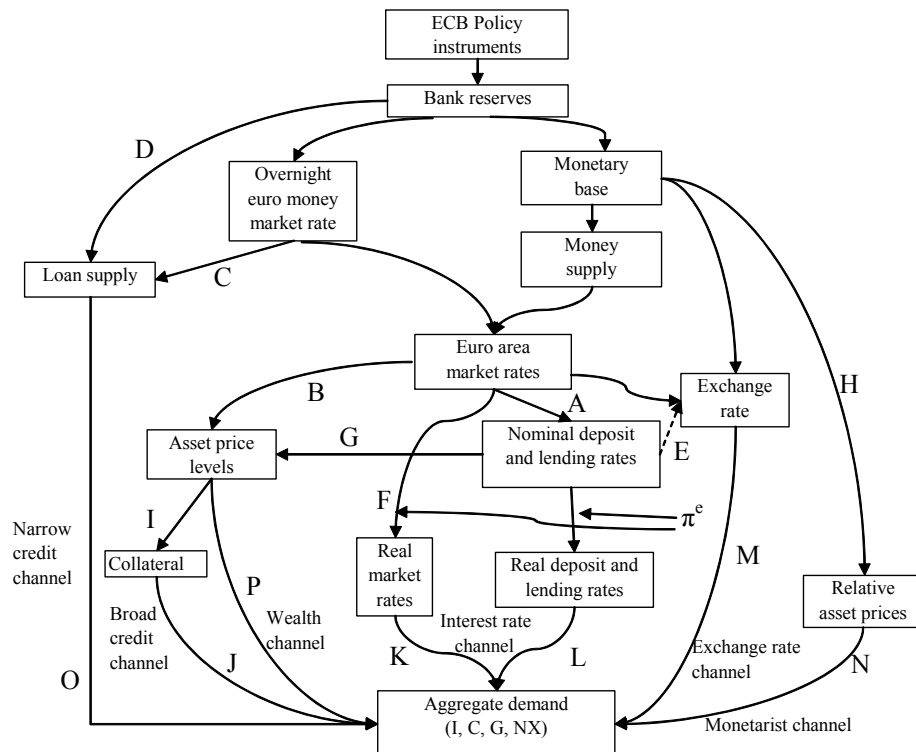 ECB Policy
instruments
Bank reserves
D
Overnight
euro money
market rate
Monetary
base
Money
supply
Loan supply
C
Euro area
market rates
B
A
Exchange
rate
H
G
Asset price
levels
Nominal deposit
and lending rates
E
F
πᵉ
I
Narrow
credit
channel
Collateral
P
Real
market
rates
Real deposit and
lending rates
M
Relative
asset prices
Broad
credit
channel
Wealth
channel
Interest rate
channel
Exchange rate
channel
O
J
K
L
N
Aggregate demand
(I, C, G, NX)
Monetarist channel